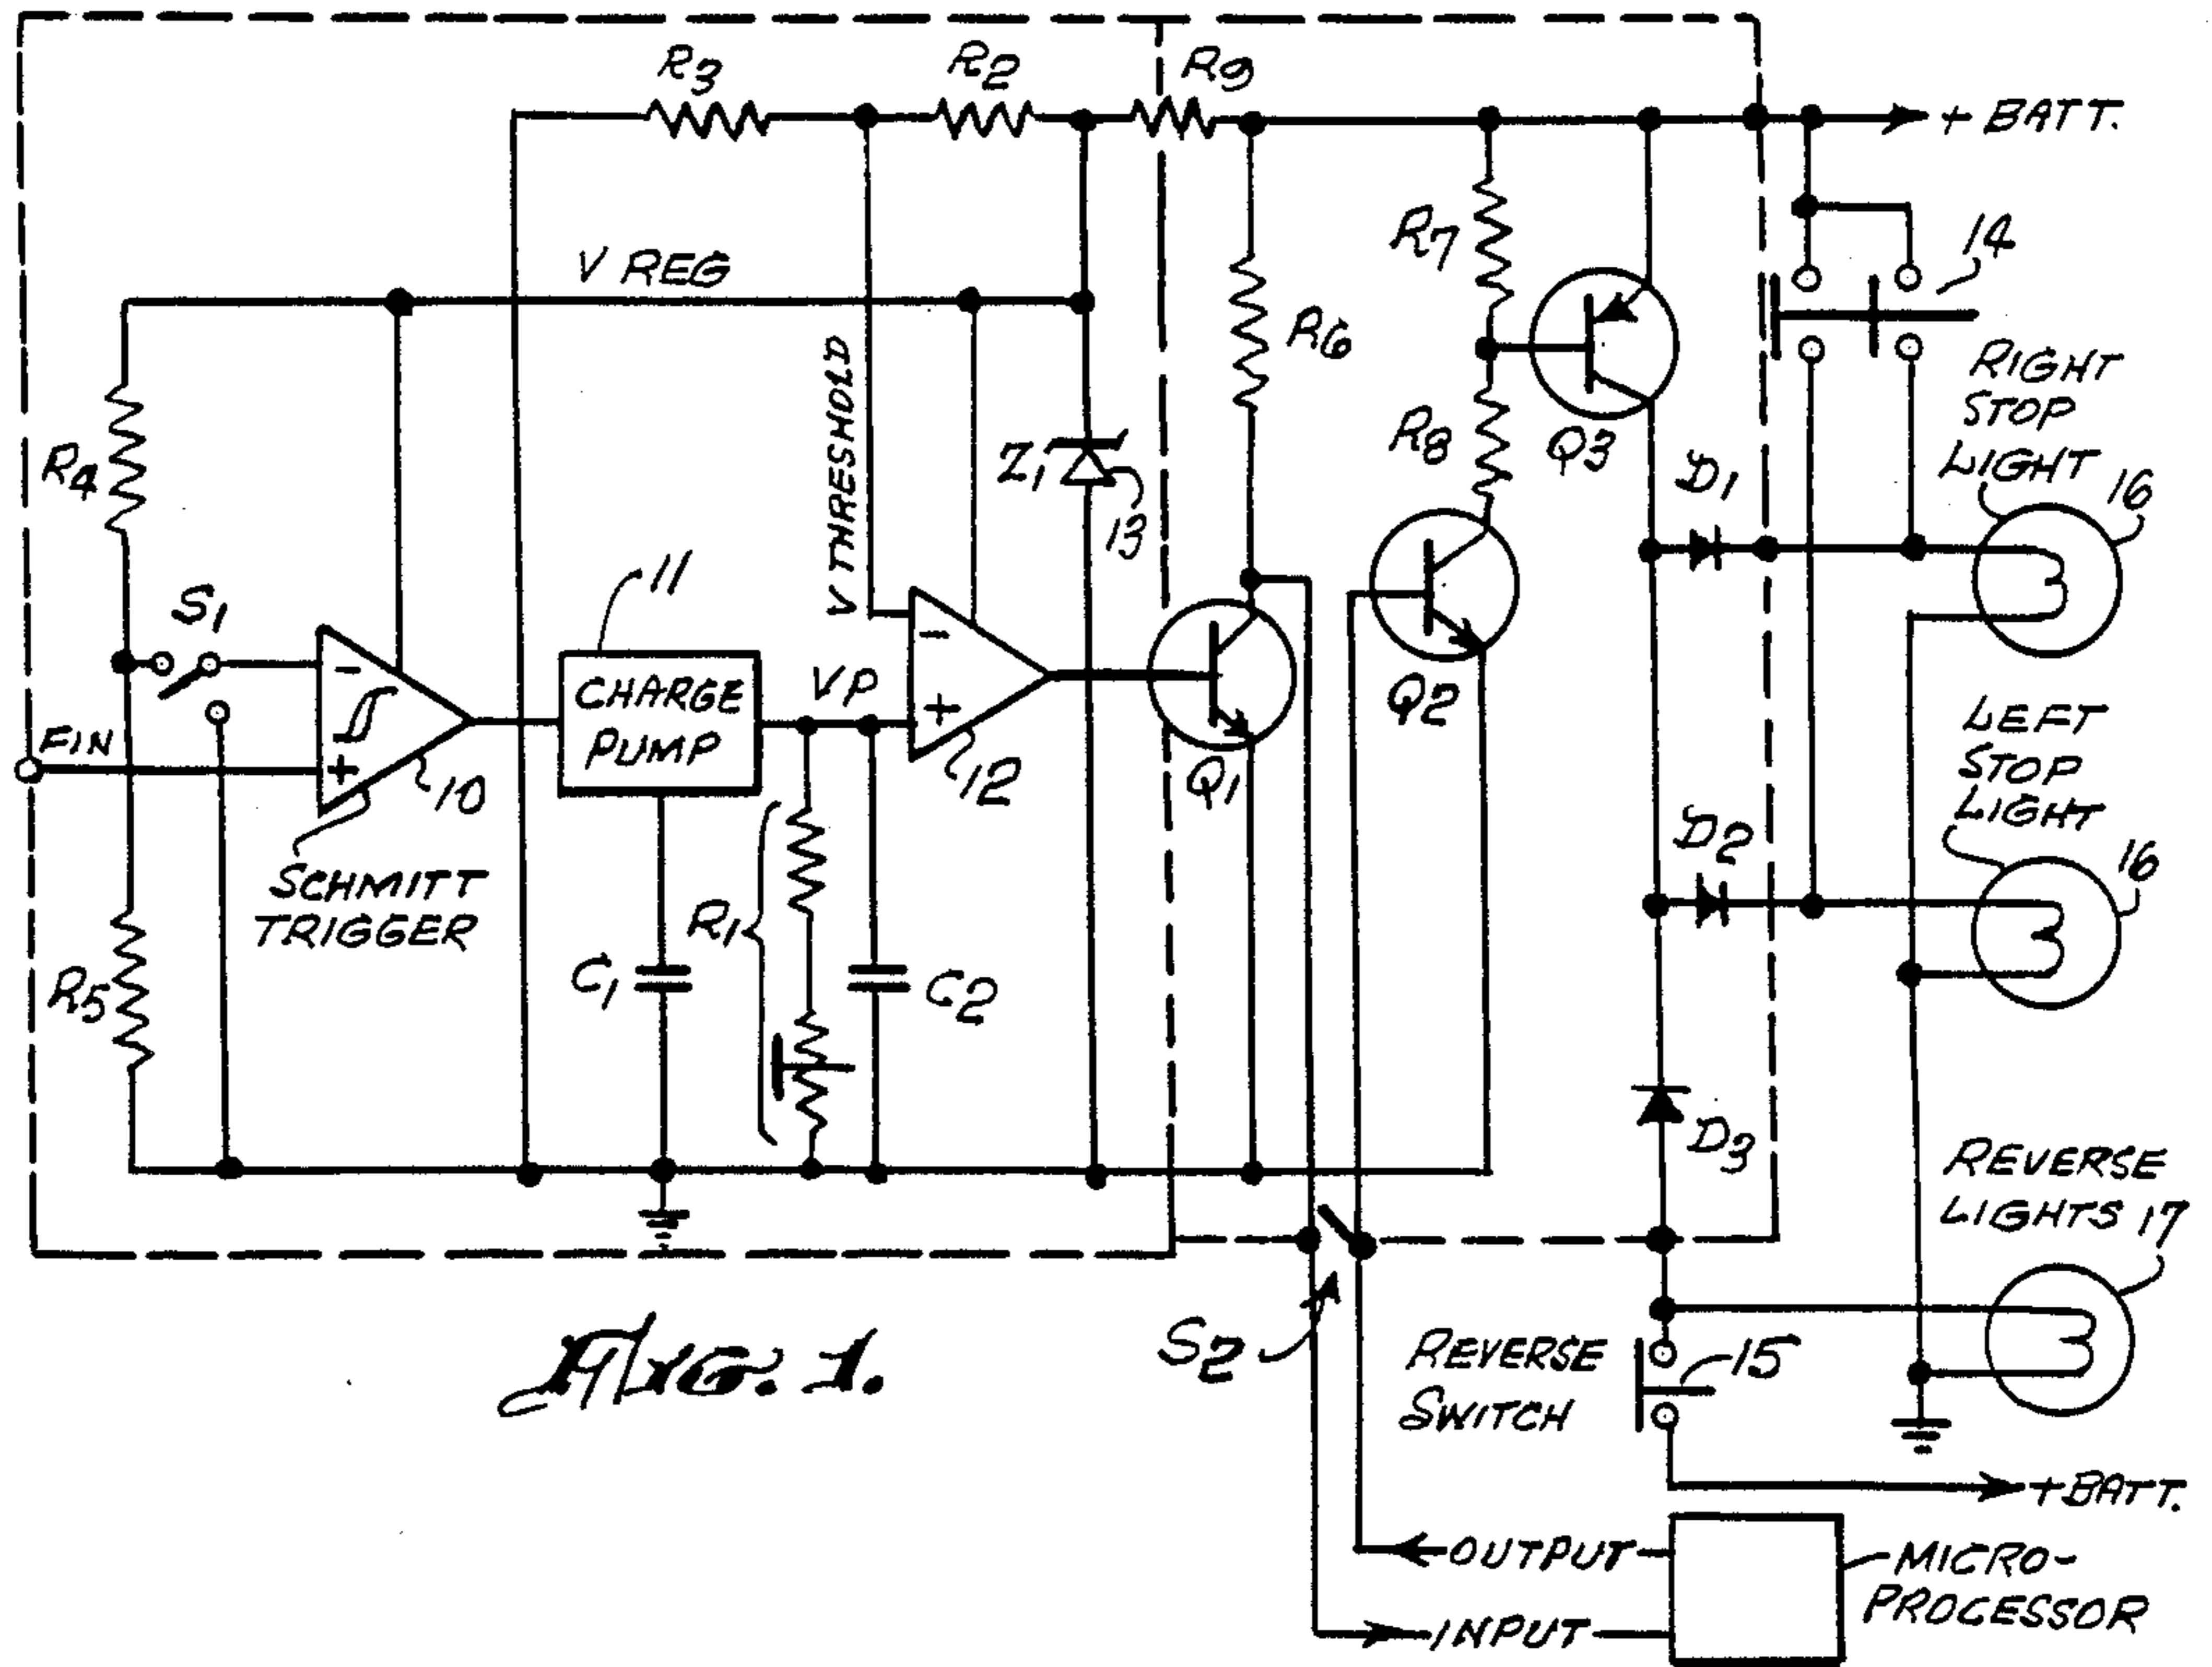 R3
R2
R9
+ BATT.
R7
14
V REG
R6
V THRESHOLD
RIGHT
STOP
LIGHT
R4
Z1
R8
Q3
D1
16
13
S1
11
CHARGE
PUMP
VP
-
+
12
Q1
Q2
LEFT
STOP
LIGHT
FIN
-
+
10
D2
16
SCHMITT
TRIGGER
R1
R5
C1
C2
D3
REVERSE
LIGHTS 17
FIG. 1.
S2
REVERSE
SWITCH
15
+BATT.
OUTPUT
MICRO-
PROCESSOR
INPUT